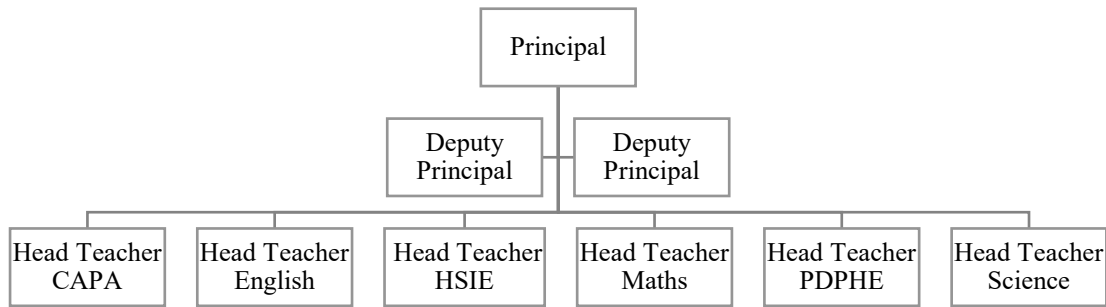 Principal
Deputy
Principal
Deputy
Principal
Head Teacher
CAPA
Head Teacher
English
Head Teacher
HSIE
Head Teacher
Maths
Head Teacher
PDPHE
Head Teacher
Science